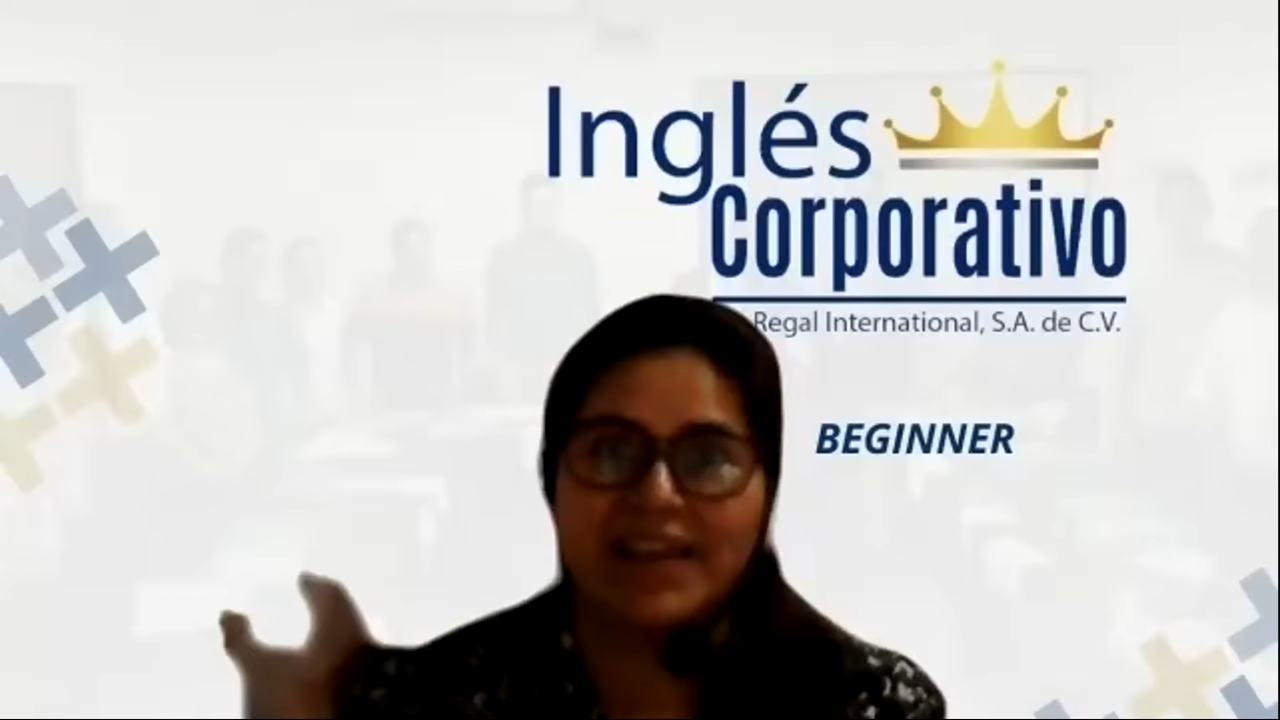 Inglés
Corporativo
Regal International, S.A. de C.V.
BEGINNER